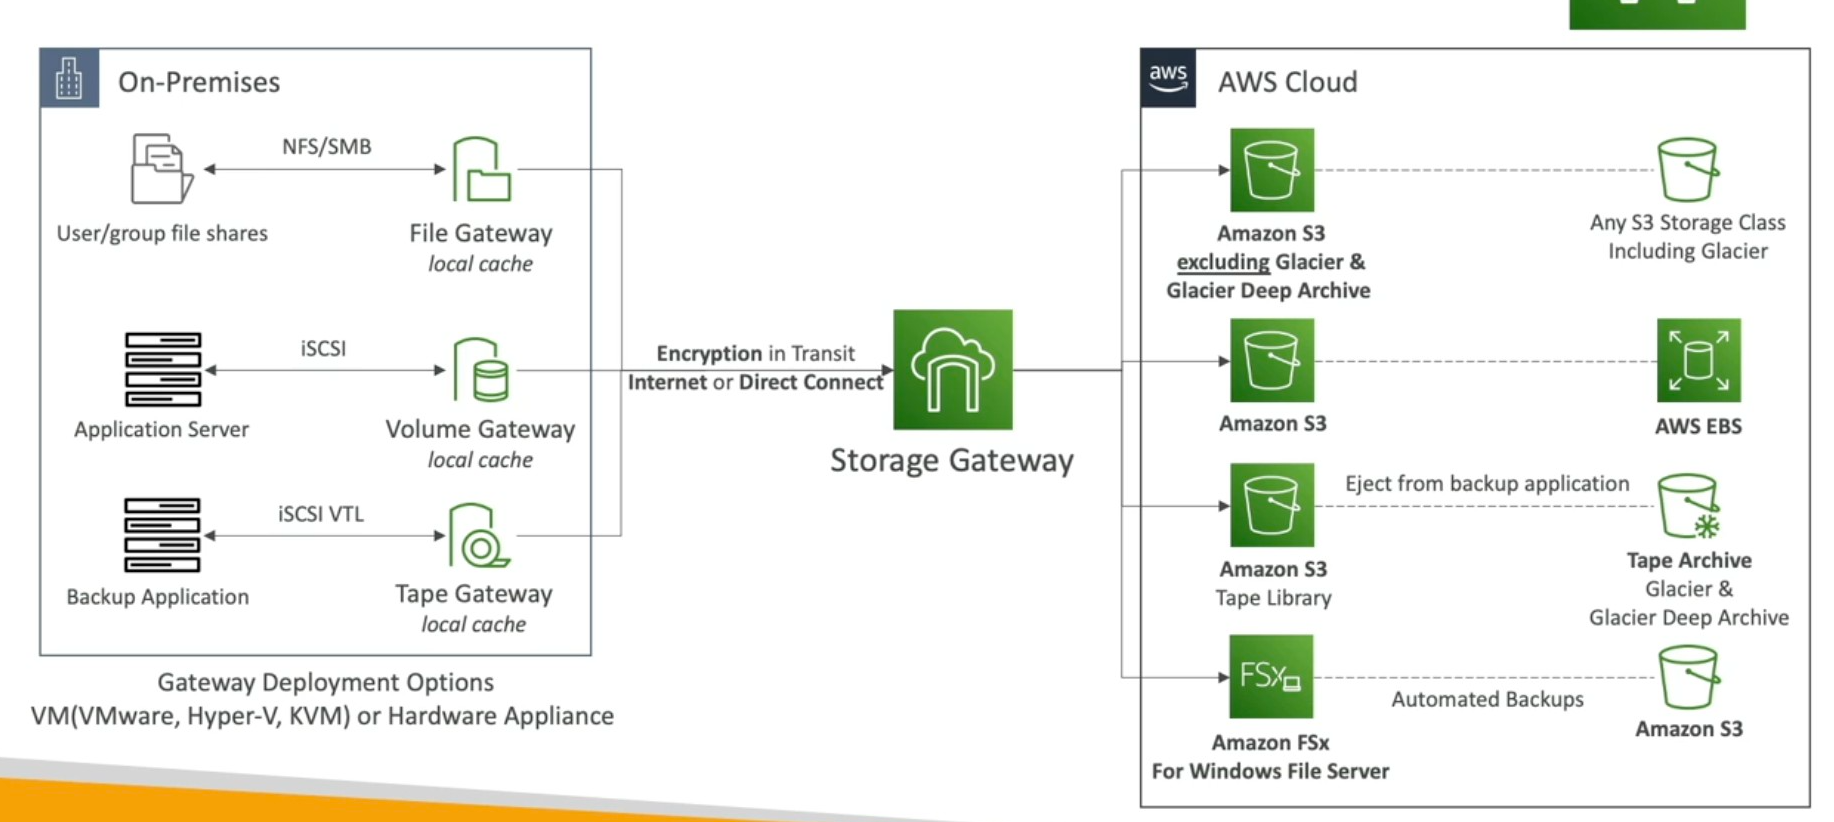 On-Premises
NFS/SMB
User/group file shares
File Gateway
local cache
iSCSI
Application Server
Volume Gateway
local cache
iSCSI VTL
Backup Application
Tape Gateway
local cache
Gateway Deployment Options
VM(VMware, Hyper-V, KVM) or Hardware Appliance
Encryption in Transit
Internet or Direct Connect
Storage Gateway
aws
AWS Cloud
Amazon S3
excluding Glacier &
Glacier Deep Archive
Any S3 Storage Class
Including Glacier
Amazon S3
AWS EBS
Amazon S3
Tape Library
Eject from backup application
Tape Archive
Glacier &
Glacier Deep Archive
FSx
Amazon FSx
For Windows File Server
Automated Backups
Amazon S3